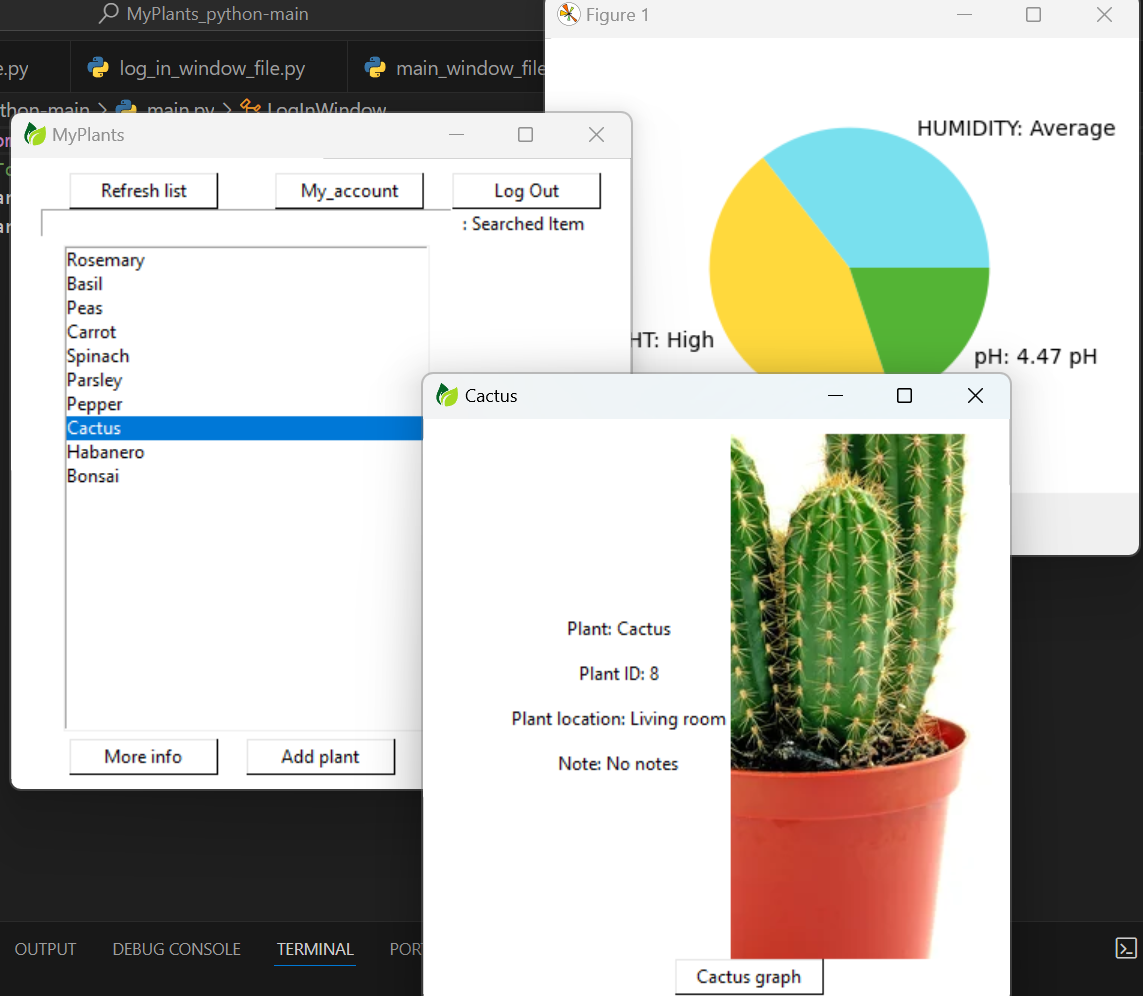 MyPlants_python-main
Figure 1
e.py
log_in_window_file.py
main_window_file
thon-main > main.py > LogInWindow
MyPlants
Refresh list
My_account
Log Out
: Searched Item
Rosemary
Basil
Peas
Carrot
Spinach
Parsley
Pepper
Cactus
Habanero
Bonsai
More info
Add plant
HUMIDITY: Average
HT: High
pH: 4.47 pH
Cactus
Plant: Cactus
Plant ID: 8
Plant location: Living room
Note: No notes
Cactus graph
OUTPUT
DEBUG CONSOLE
TERMINAL
POR